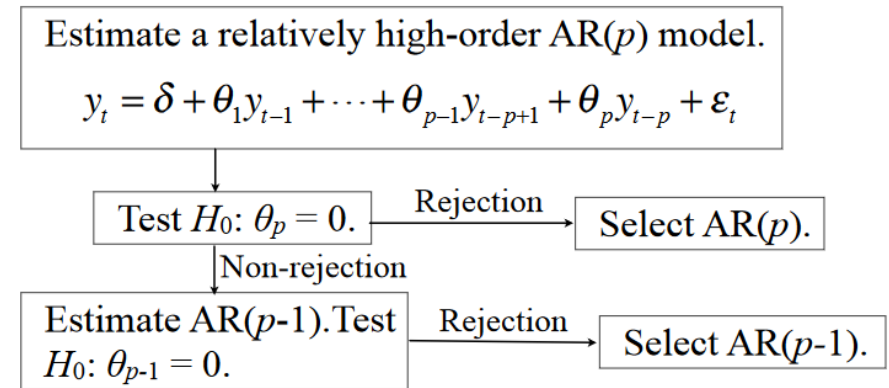 Estimate a relatively high-order AR(p) model.
y_t = δ + θ_1 y_{t−1} + ⋯ + θ_{p−1} y_{t−p+1} + θ_p y_{t−p} + ε_t
Test H_0: θ_p = 0.
Rejection
Select AR(p).
Non-rejection
Estimate AR(p-1).Test
H_0: θ_{p-1} = 0.
Rejection
Select AR(p-1).